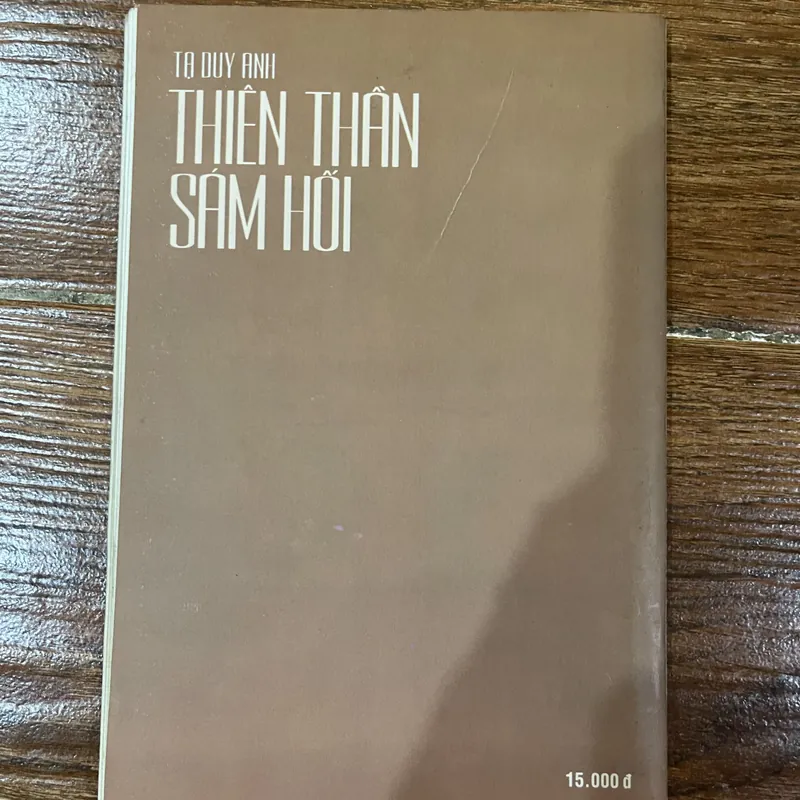 TẠ DUY ANH
THIÊN THẦN
SÁM HỐI
15.000 đ